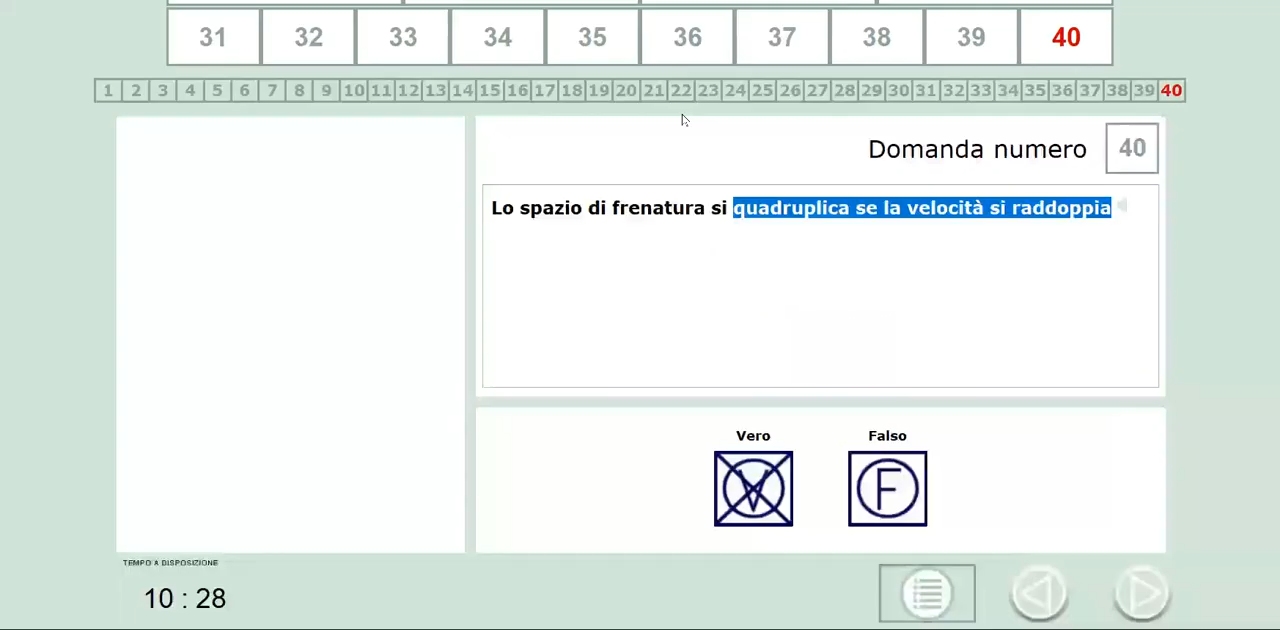 31 32 33 34 35 36 37 38 39 40
1 2 3 4 5 6 7 8 9 10 11 12 13 14 15 16 17 18 19 20 21 22 23 24 25 26 27 28 29 30 31 32 33 34 35 36 37 38 39 40
Domanda numero 40
Lo spazio di frenatura si quadruplica se la velocità si raddoppia
Vero Falso
V F
TEMPO A DISPOSIZIONE
10 : 28